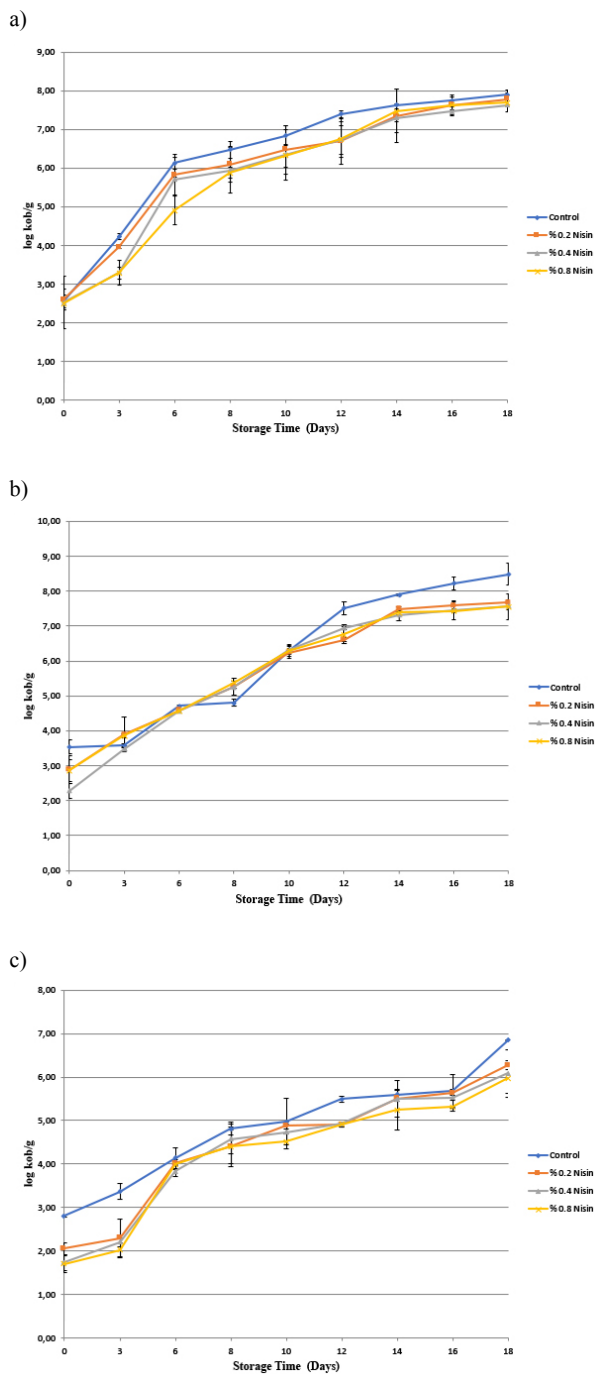 a)
9,00
8,00
7,00
6,00
5,00
4,00
3,00
2,00
1,00
0,00
log kob/g
0 3 6 8 10 12 14 16 18
Storage Time (Days)
Control
%0.2 Nisin
%0.4 Nisin
%0.8 Nisin
b)
10,00
9,00
8,00
7,00
6,00
5,00
4,00
3,00
2,00
1,00
0,00
log kob/g
0 3 6 8 10 12 14 16 18
Storage Time (Days)
Control
%0.2 Nisin
%0.4 Nisin
%0.8 Nisin
c)
8,00
7,00
6,00
5,00
4,00
3,00
2,00
1,00
0,00
log kob/g
0 3 6 8 10 12 14 16 18
Storage Time (Days)
Control
%0.2 Nisin
%0.4 Nisin
%0.8 Nisin